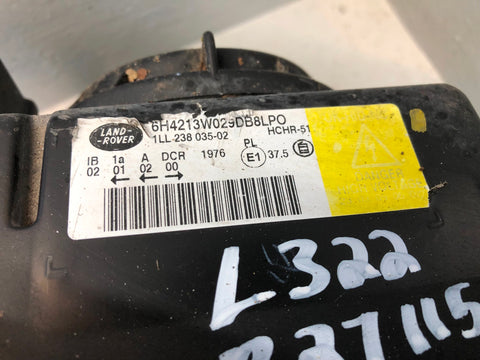 LAND-
ROVER
6H4213W029DB8LPO
1LL 238 035-02 HCHR-51
IB 1a A DCR 1976 PL
02 01 02 00 E1 37.5
DANGER
L322